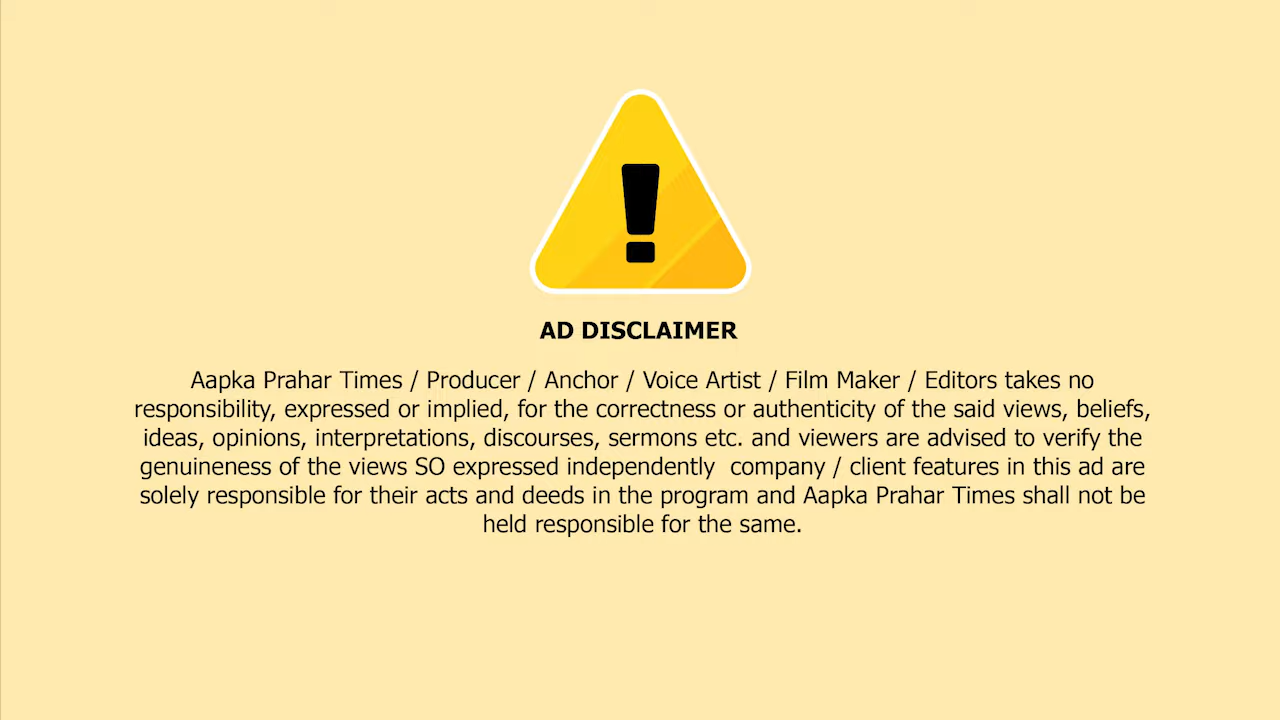 AD DISCLAIMER
Aapka Prahar Times / Producer / Anchor / Voice Artist / Film Maker / Editors takes no
responsibility, expressed or implied, for the correctness or authenticity of the said views, beliefs,
ideas, opinions, interpretations, discourses, sermons etc. and viewers are advised to verify the
genuineness of the views SO expressed independently  company / client features in this ad are
solely responsible for their acts and deeds in the program and Aapka Prahar Times shall not be
held responsible for the same.